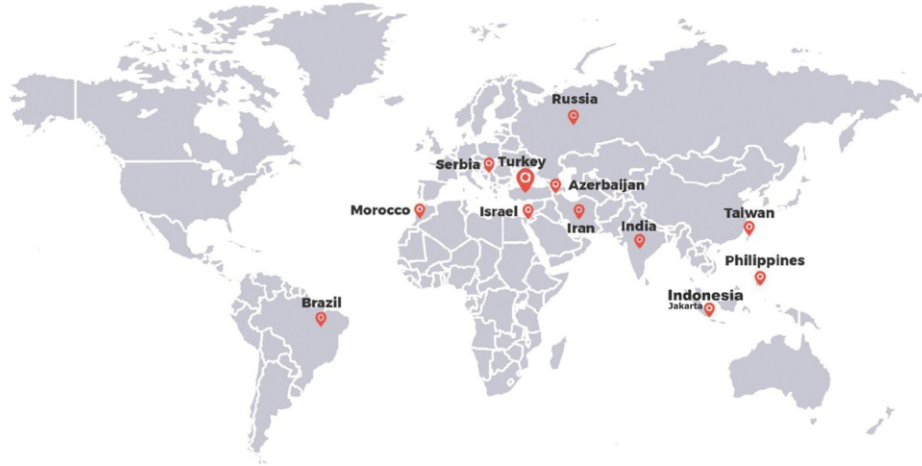 Russia
Serbia
Turkey
Azerbaijan
Morocco
Israel
Iran
India
Taiwan
Philippines
Indonesia
Jakarta
Brazil